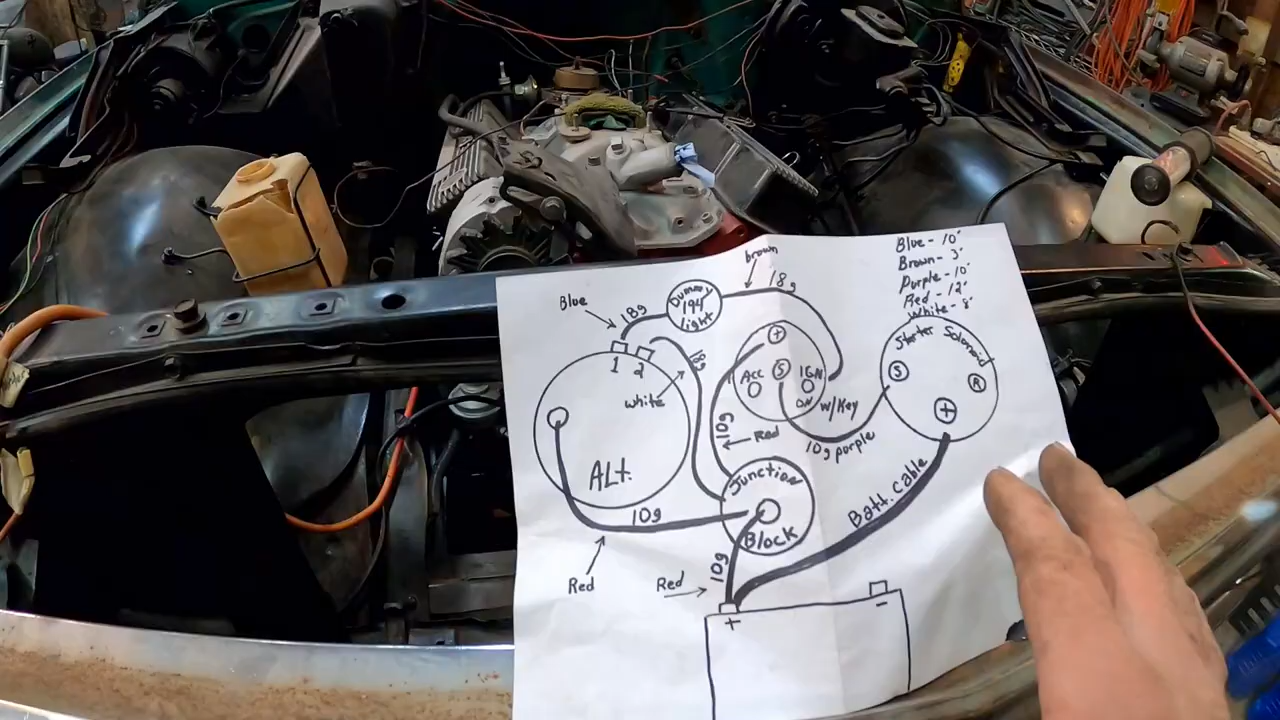 Blue - 10'
Brown - 3'
Purple - 10'
Red - 12'
White - 8'
brown
18g
Blue
18g
Dummy
194
light
1 2
18g
white
+
Acc
S
IGN
ON
w/Key
Starter Solonoid
S
R
+
10g
Red
10g purple
ALt.
Junction
Block
10g
Red
Batt. cable
10g
Red
+
-